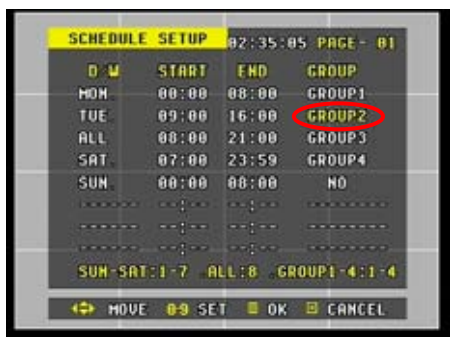 SCHEDULE SETUP 02:35:05 PAGE- 01
D/W START END GROUP
MON. 00:00 08:00 GROUP1
TUE 09:00 16:00 GROUP2
ALL 08:00 21:00 GROUP3
SAT. 07:00 23:59 GROUP4
SUN. 00:00 08:00 NO
------- --:-- --:-- ---------
------- --:-- --:-- ---------
------- --:-- --:-- ---------
SUN-SAT:1-7 ALL:8 GROUP1-4:1-4
MOVE 0-9 SET OK CANCEL